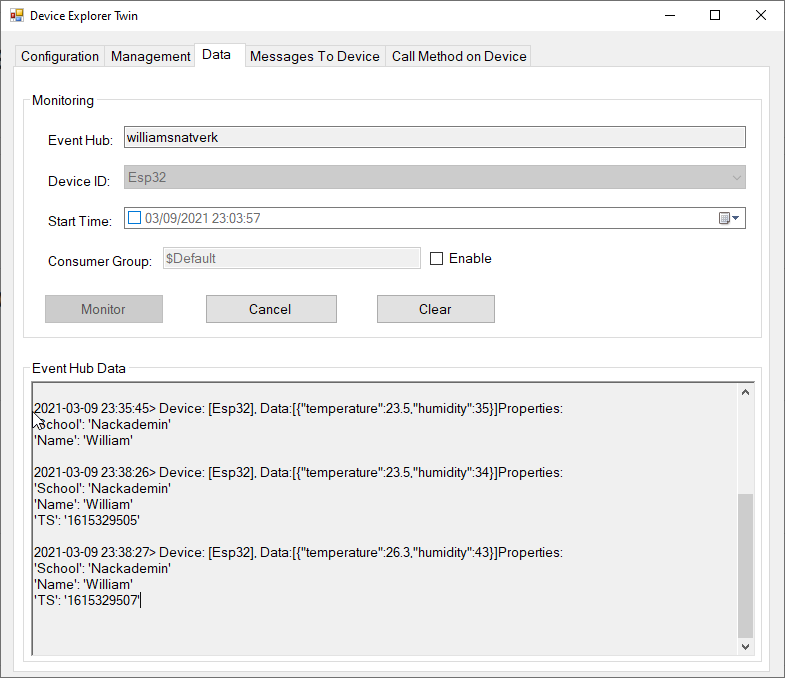 Device Explorer Twin
Configuration Management Data Messages To Device Call Method on Device
Monitoring
Event Hub: williamsnatverk
Device ID: Esp32
Start Time: 03/09/2021 23:03:57
Consumer Group: $Default Enable
Monitor Cancel Clear
Event Hub Data
2021-03-09 23:35:45> Device: [Esp32], Data:[{"temperature":23.5,"humidity":35}]Properties:
'School': 'Nackademin'
'Name': 'William'
2021-03-09 23:38:26> Device: [Esp32], Data:[{"temperature":23.5,"humidity":34}]Properties:
'School': 'Nackademin'
'Name': 'William'
'TS': '1615329505'
2021-03-09 23:38:27> Device: [Esp32], Data:[{"temperature":26.3,"humidity":43}]Properties:
'School': 'Nackademin'
'Name': 'William'
'TS': '1615329507'